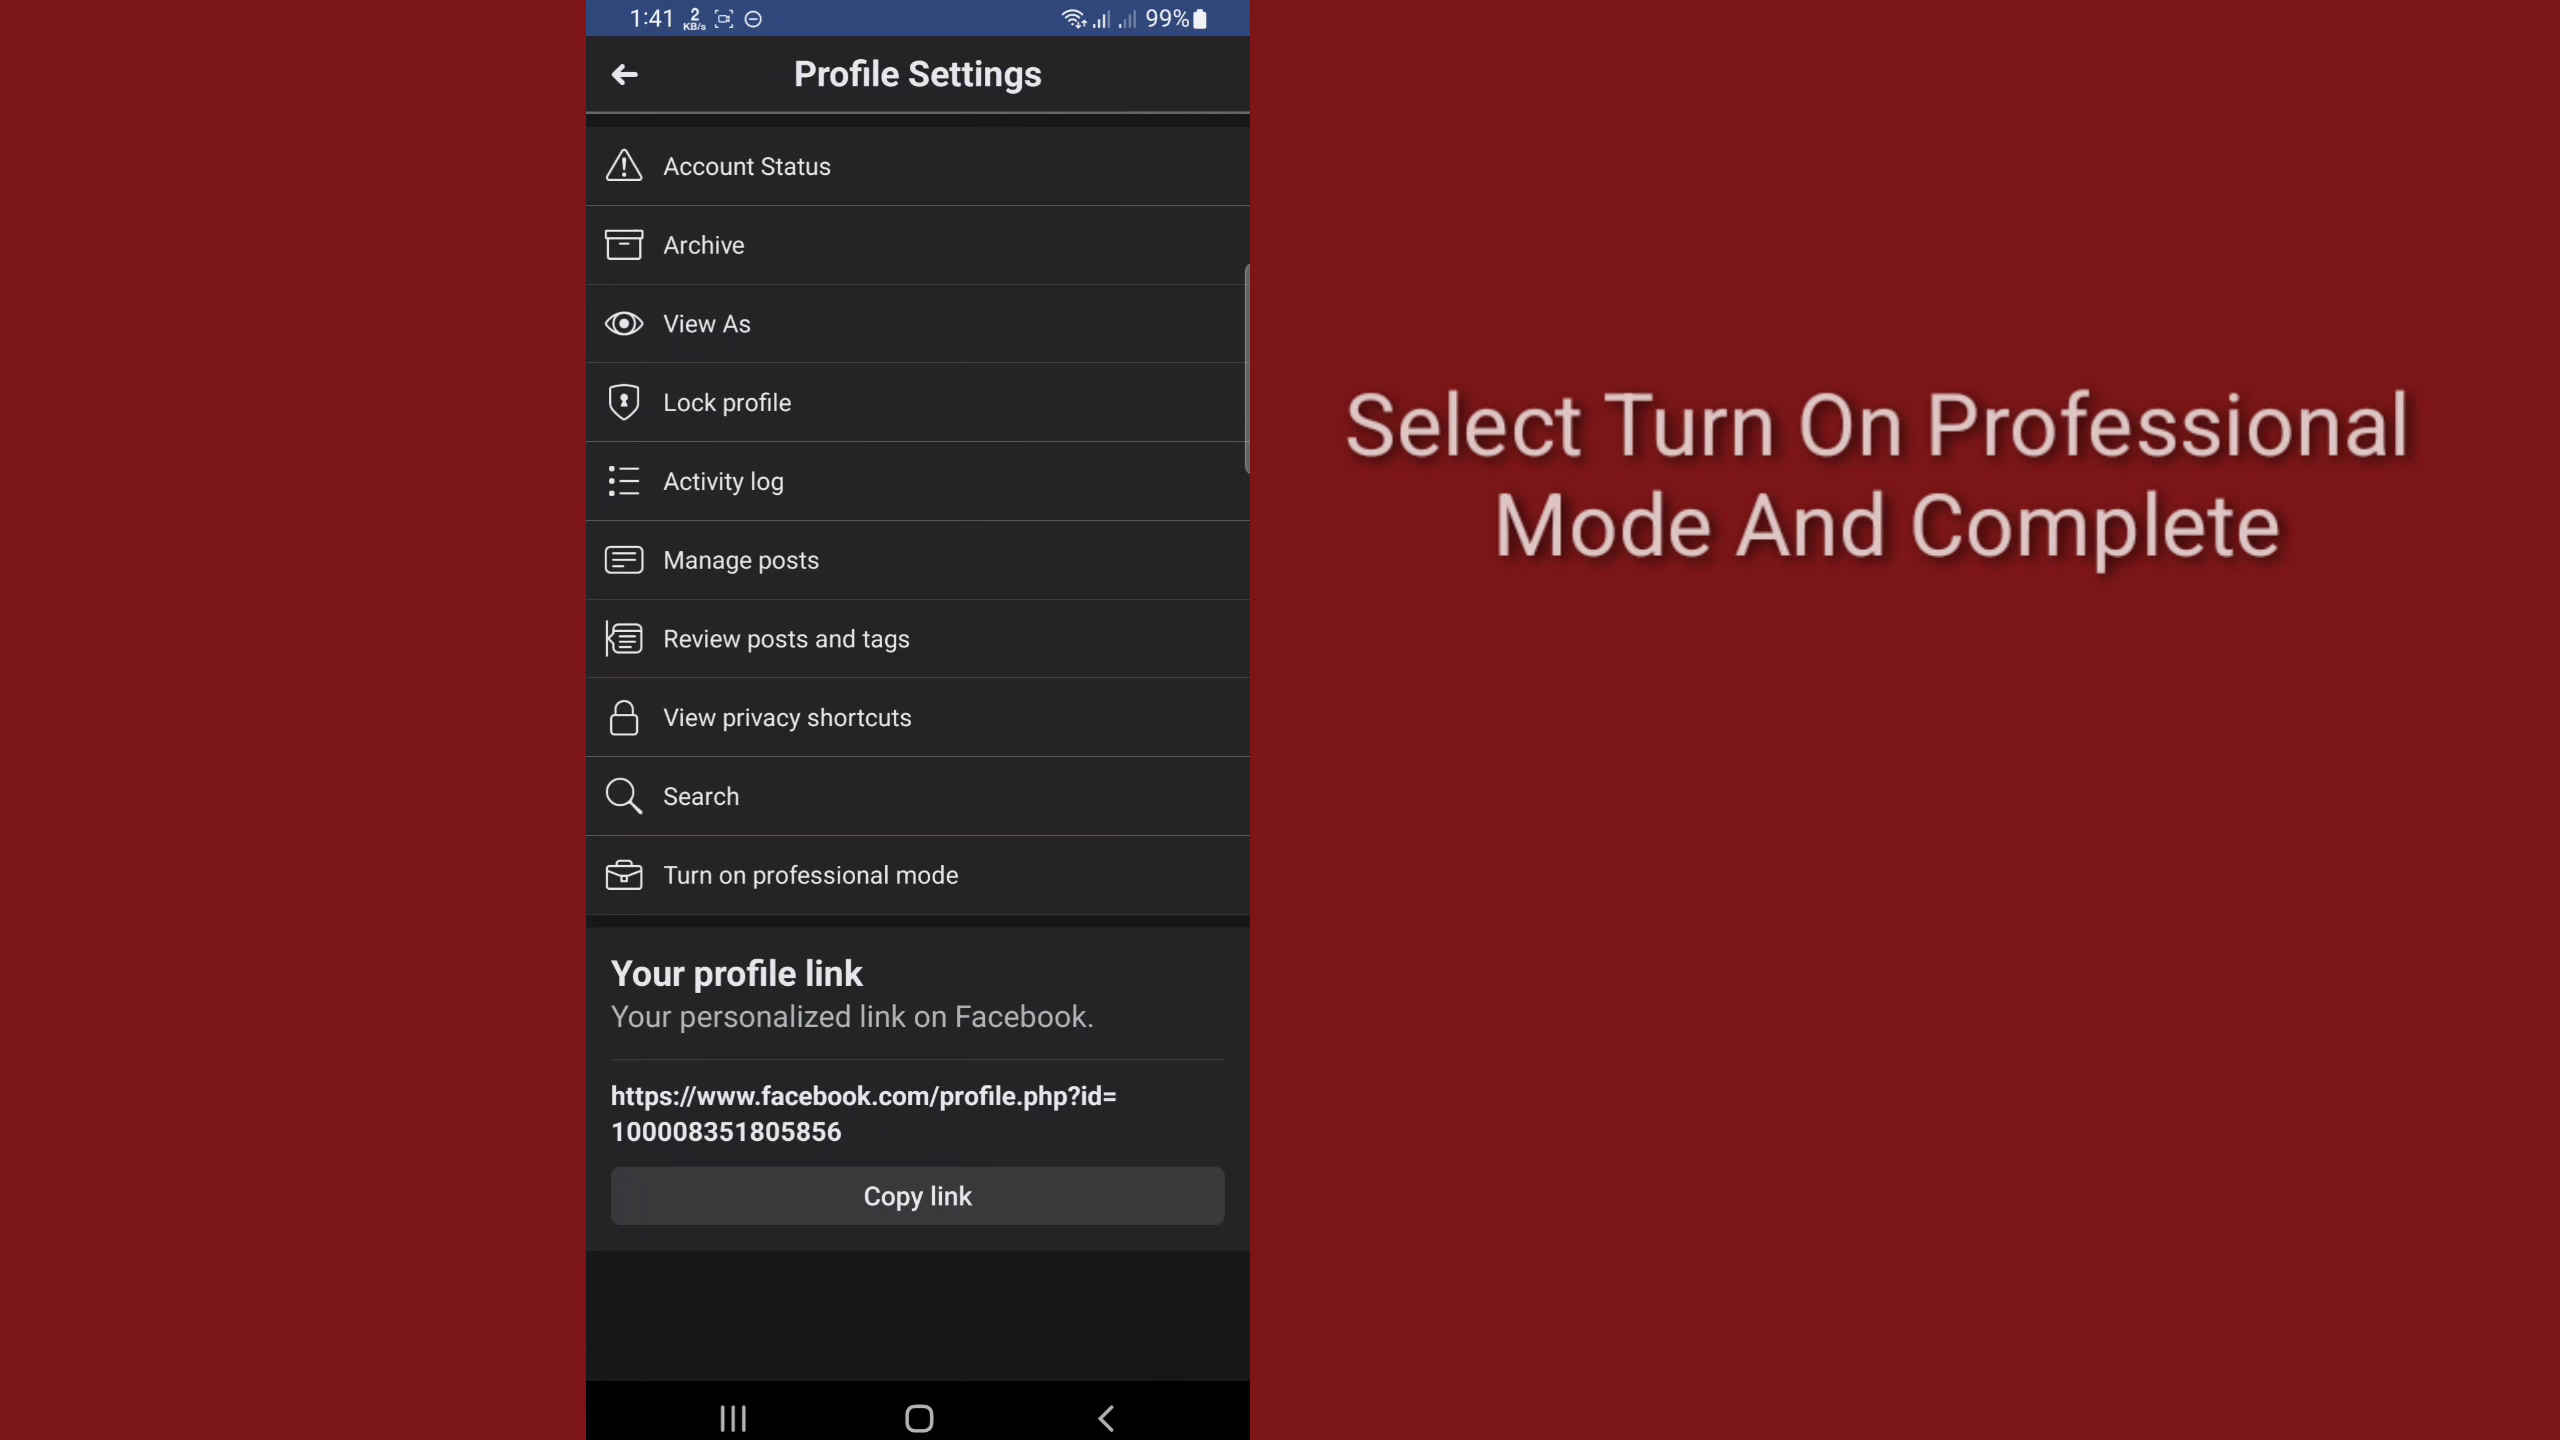 1:41 2 KB/s 99%
Profile Settings
Account Status
Archive
View As
Lock profile
Activity log
Manage posts
Review posts and tags
View privacy shortcuts
Search
Turn on professional mode
Your profile link
Your personalized link on Facebook.
https://www.facebook.com/profile.php?id=
100008351805856
Copy link
Select Turn On Professional
Mode And Complete